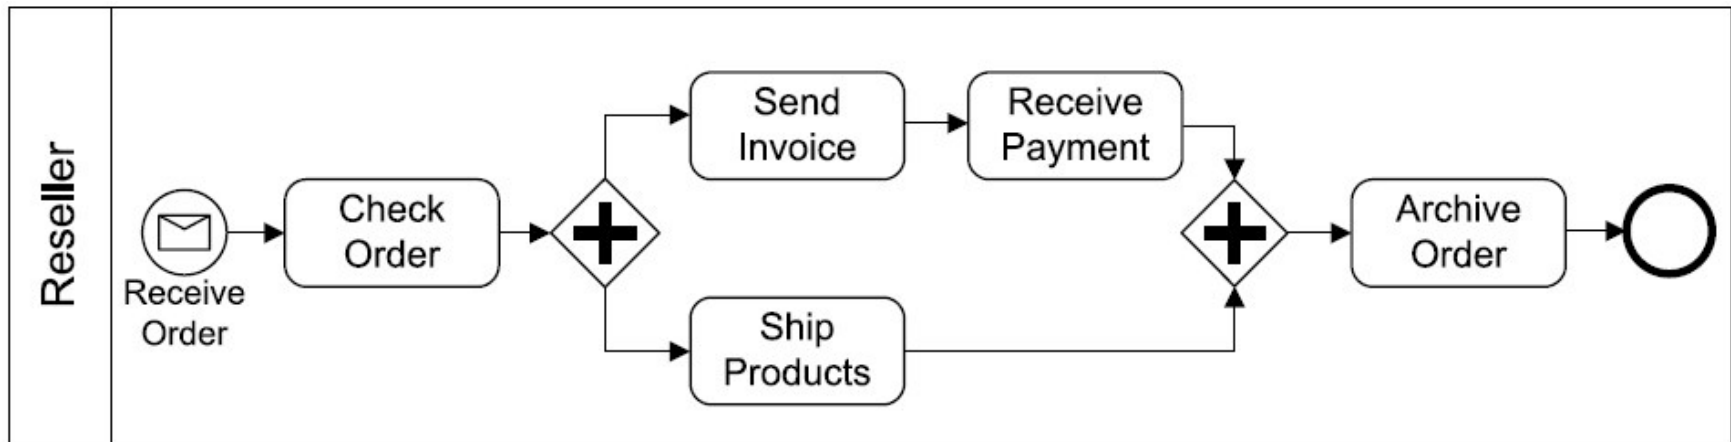 Reseller
Receive
Order
Check
Order
Send
Invoice
Receive
Payment
Ship
Products
Archive
Order